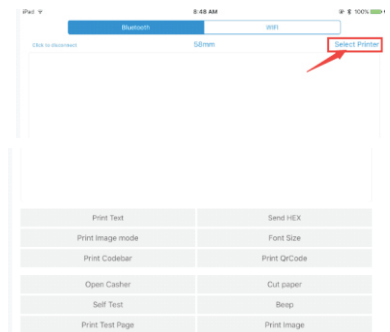 iPad 8:48 AM 100%
Bluetooth WIFI
Click to disconnect 58mm Select Printer
Print Text Send HEX
Print Image mode Font Size
Print Codebar Print QrCode
Open Casher Cut paper
Self Test Beep
Print Test Page Print Image